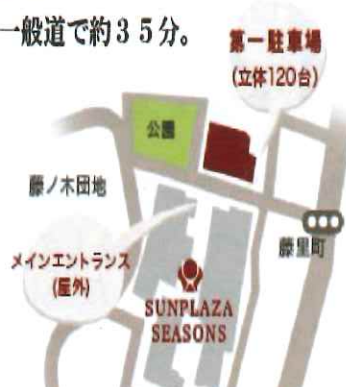 一般道で約35分。
第一駐車場
(立体120台)
公園
藤ノ木団地
藤里町
メインエントランス
(屋外)
SUNPLAZA
SEASONS